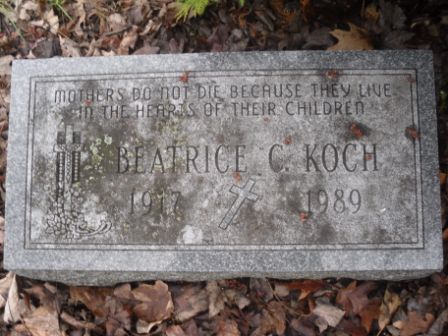 MOTHERS DO NOT DIE BECAUSE THEY LIVE
IN THE HEARTS OF THEIR CHILDREN
BEATRICE C. KOCH
1917 1989